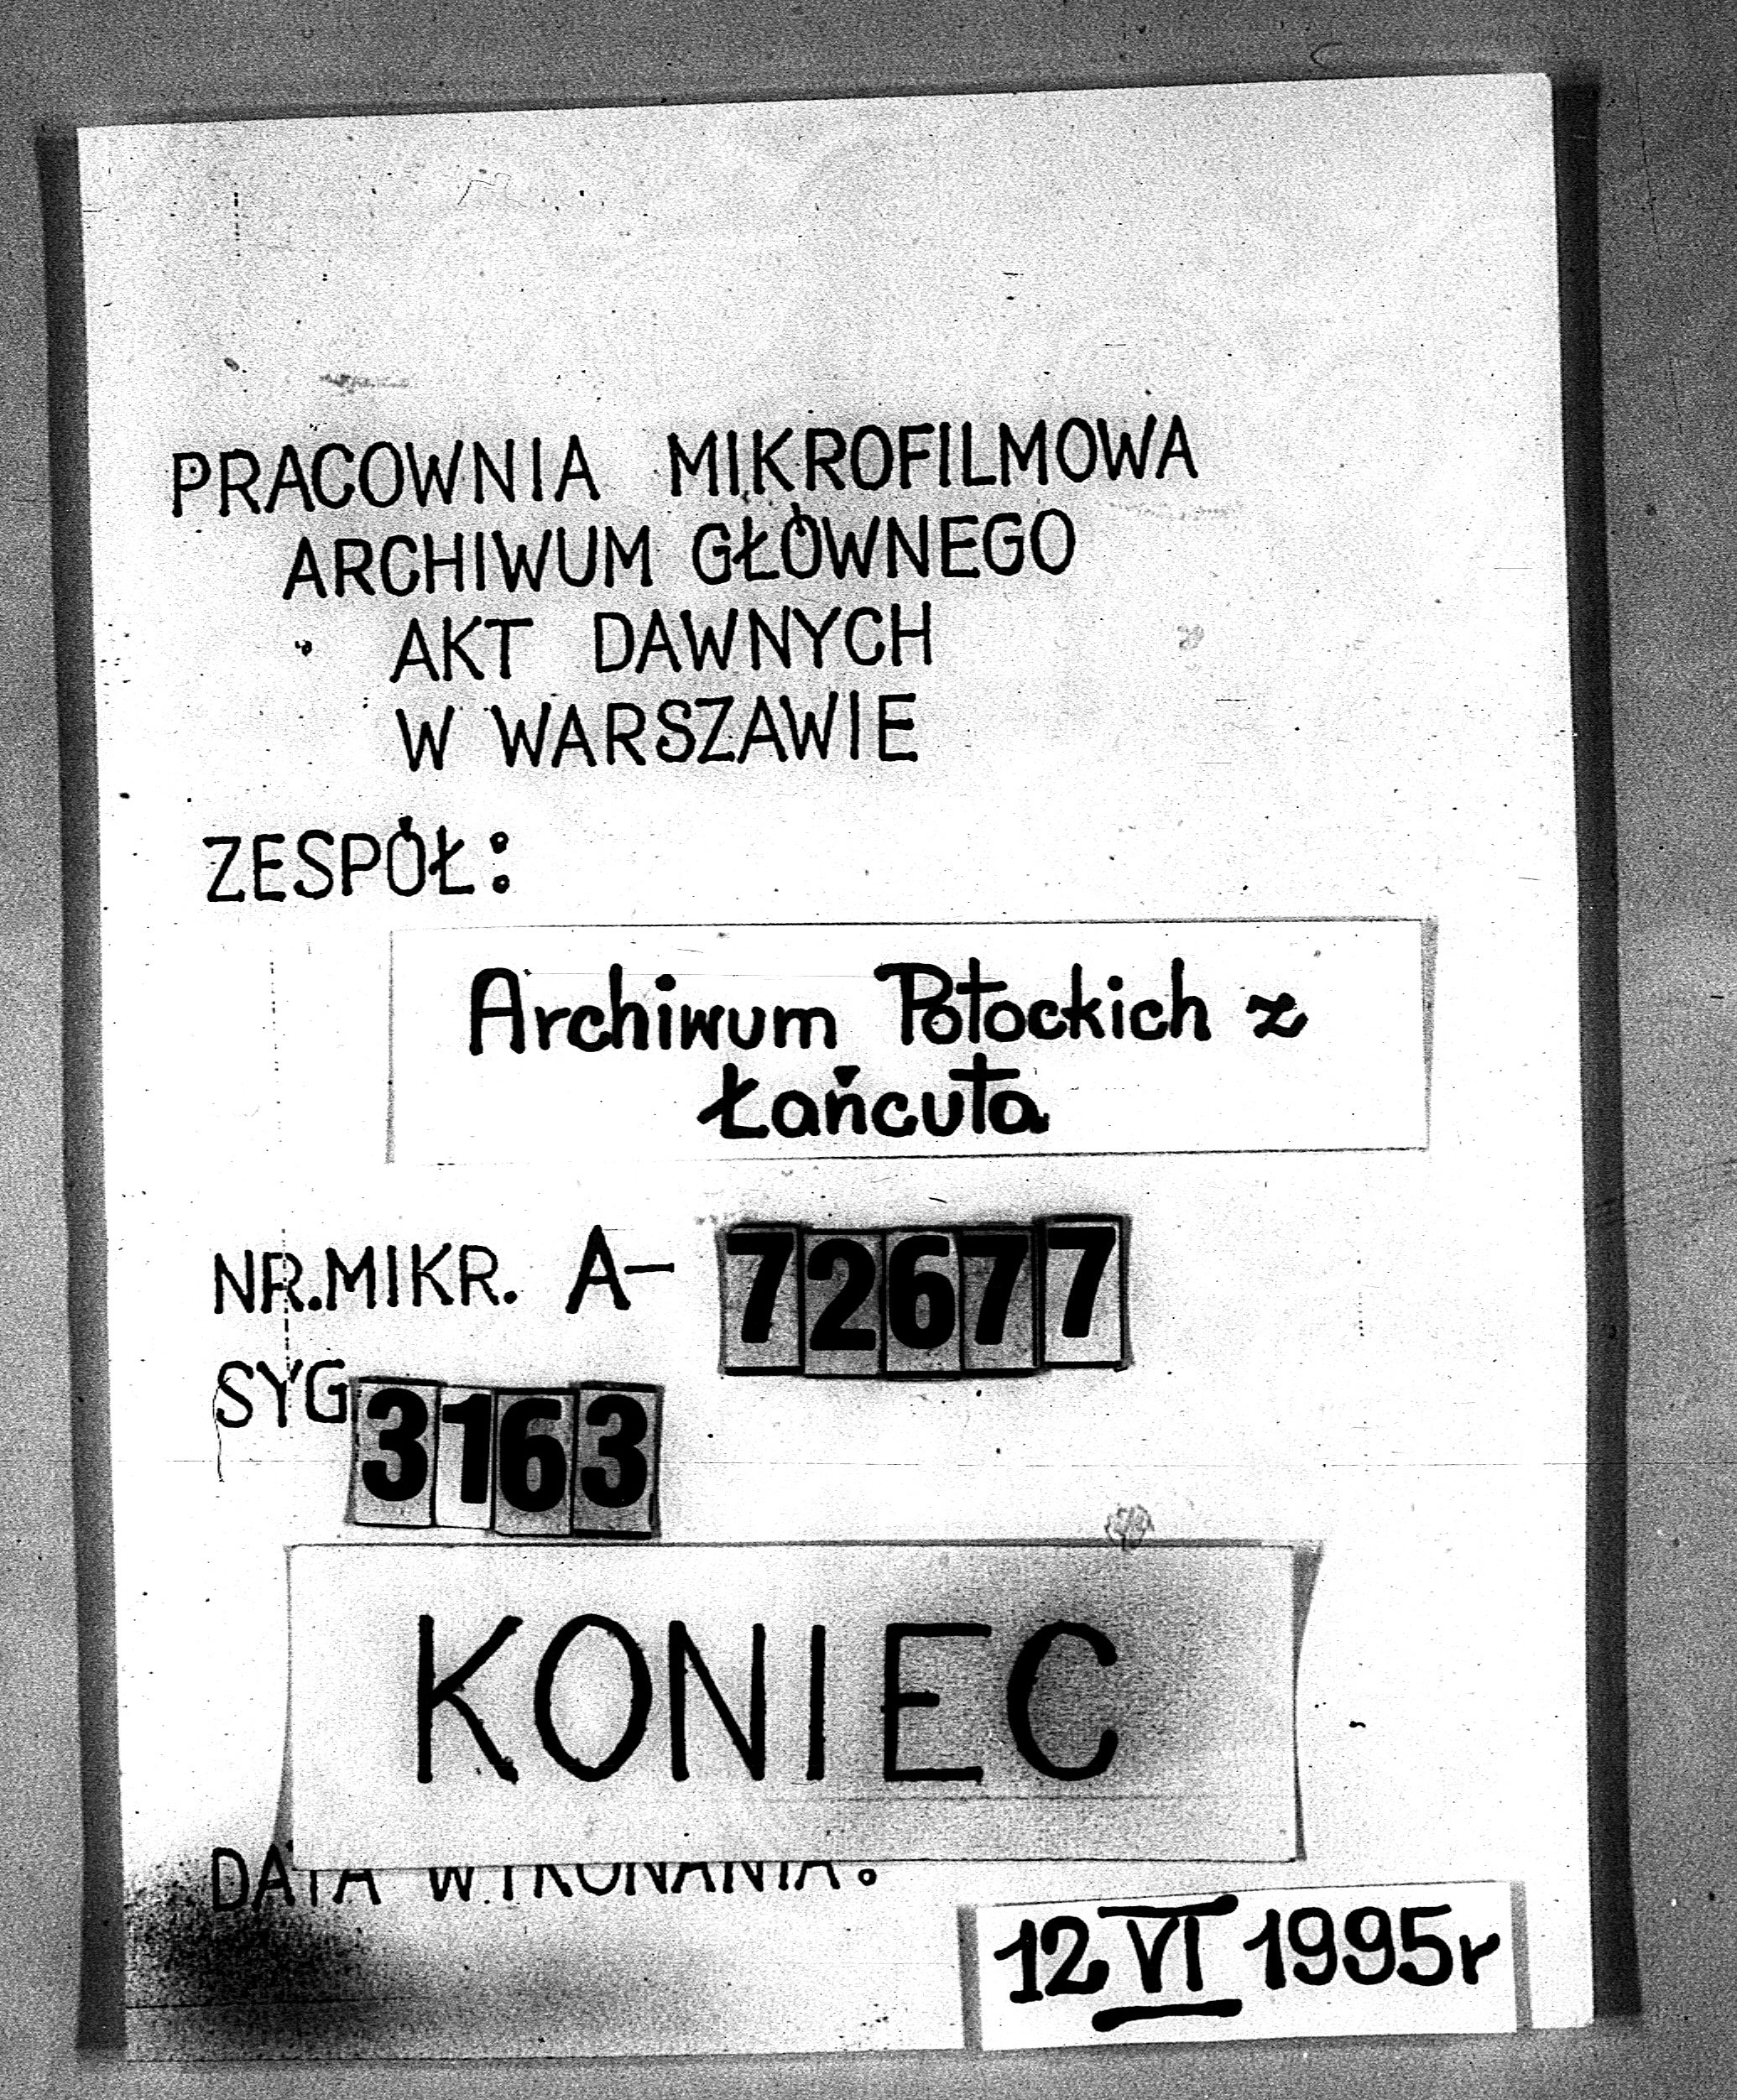 PRACOWNIA MIKROFILMOWA
ARCHIWUM GŁÓWNEGO
AKT DAWNYCH
W WARSZAWIE
ZESPÓŁ:
Archiwum Potockich z
Łańcuta
NR.MIKR. A- 72677
SYG 3163
KONIEC
DATA WYKONANIA:
12 VI 1995r